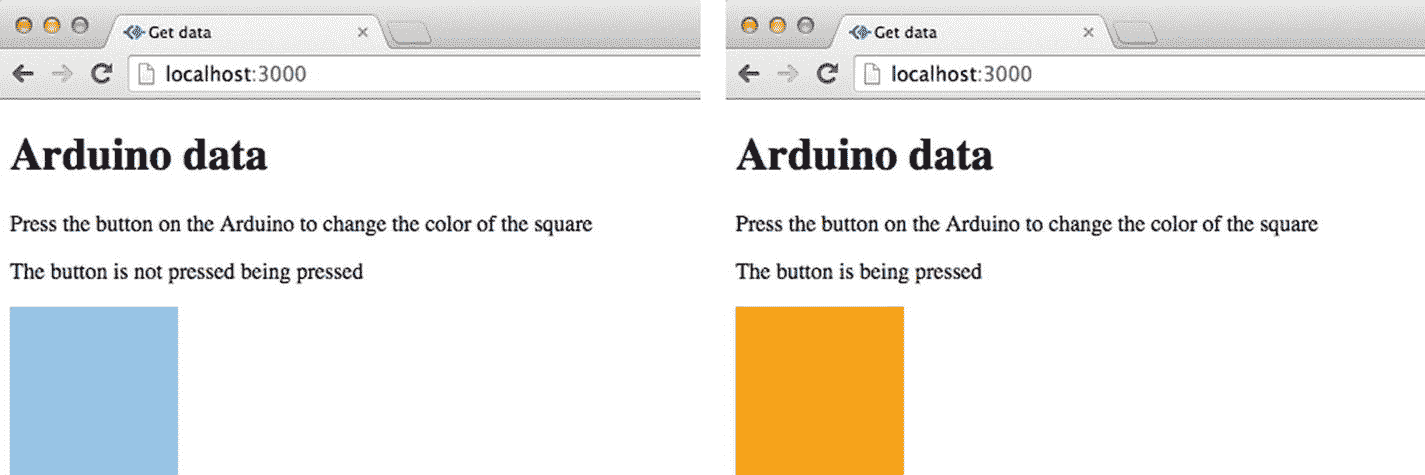 Get data
localhost:3000
Arduino data
Press the button on the Arduino to change the color of the square
The button is not pressed being pressed
Get data
localhost:3000
Arduino data
Press the button on the Arduino to change the color of the square
The button is being pressed